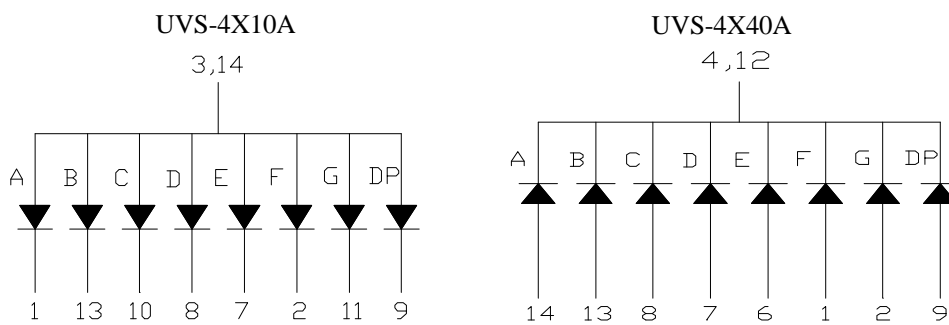 UVS-4X10A
3,14
A B C D E F G DP
1 13 10 8 7 2 11 9
UVS-4X40A
4,12
A B C D E F G DP
14 13 8 7 6 1 2 9